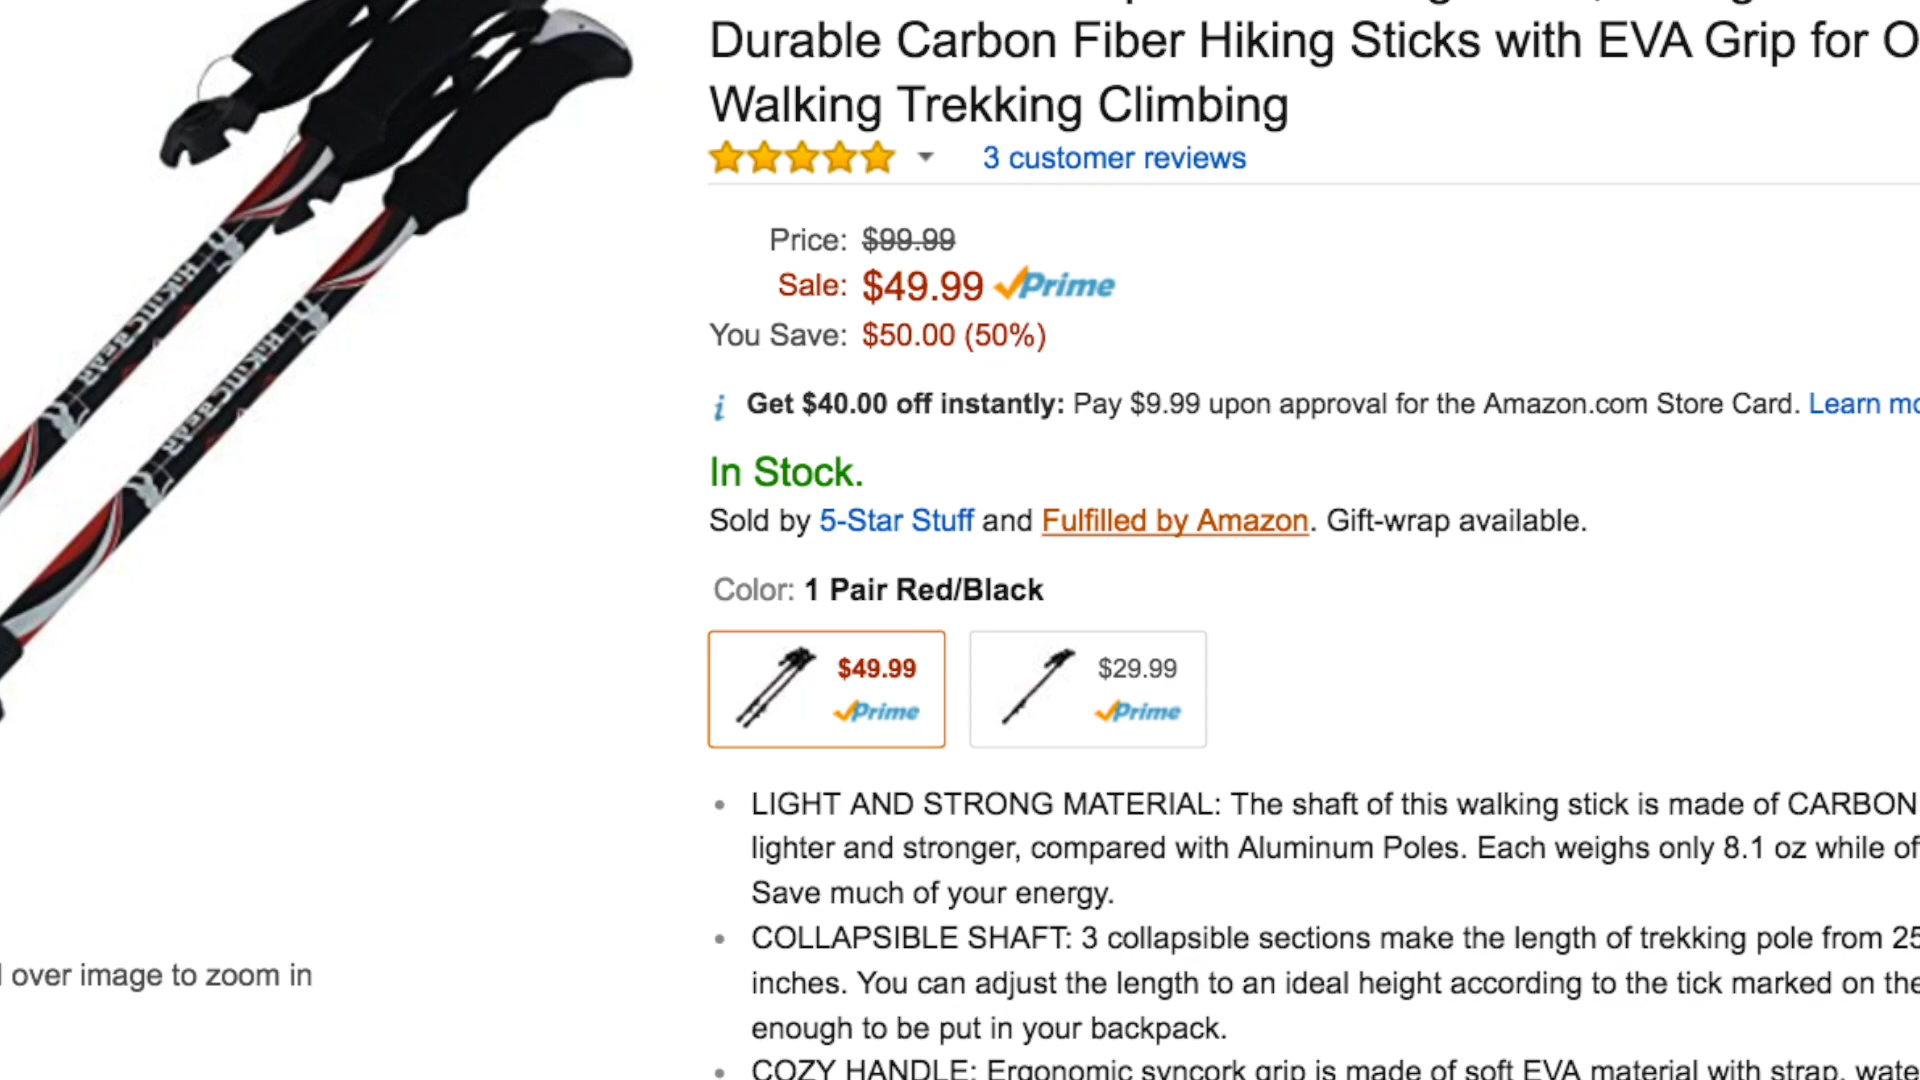 Durable Carbon Fiber Hiking Sticks with EVA Grip for O
Walking Trekking Climbing
3 customer reviews
Price: $99.99
Sale: $49.99 Prime
You Save: $50.00 (50%)
i Get $40.00 off instantly: Pay $9.99 upon approval for the Amazon.com Store Card. Learn mo
In Stock.
Sold by 5-Star Stuff and Fulfilled by Amazon. Gift-wrap available.
Color: 1 Pair Red/Black
$49.99
Prime
$29.99
Prime
• LIGHT AND STRONG MATERIAL: The shaft of this walking stick is made of CARBON
lighter and stronger, compared with Aluminum Poles. Each weighs only 8.1 oz while of
Save much of your energy.
• COLLAPSIBLE SHAFT: 3 collapsible sections make the length of trekking pole from 25
inches. You can adjust the length to an ideal height according to the tick marked on the
enough to be put in your backpack.
• COZY HANDLE: Ergonomic syncork grip is made of soft EVA material with strap, wate
over image to zoom in